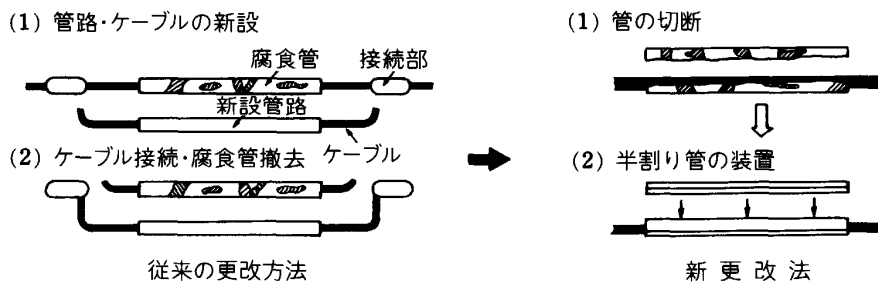 (1) 管路・ケーブルの新設
腐食管
接続部
新設管路
ケーブル
(2) ケーブル接続・腐食管撤去
従来の更改方法
(1) 管の切断
(2) 半割り管の装置
新更改法